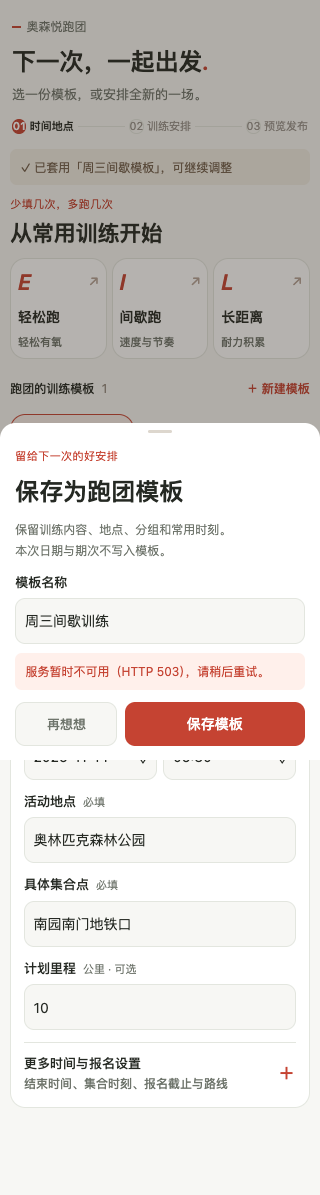 奥森悦跑团
下一次，一起出发.
选一份模板，或安排全新的一场。
01 时间地点 02 训练安排 03 预览发布
✓ 已套用「周三间歇模板」，可继续调整
少填几次，多跑几次
从常用训练开始
E ↗ I ↗ L ↗
轻松跑 间歇跑 长距离
轻松有氧 速度与节奏 耐力积累
跑团的训练模板 1 + 新建模板
留给下一次的好安排
保存为跑团模板
保留训练内容、地点、分组和常用时刻。
本次日期与期次不写入模板。
模板名称
周三间歇训练
服务暂时不可用（HTTP 503），请稍后重试。
再想想 保存模板
活动地点 必填
奥林匹克森林公园
具体集合点 必填
南园南门地铁口
计划里程 公里 · 可选
10
更多时间与报名设置
结束时间、集合时刻、报名截止与路线 +